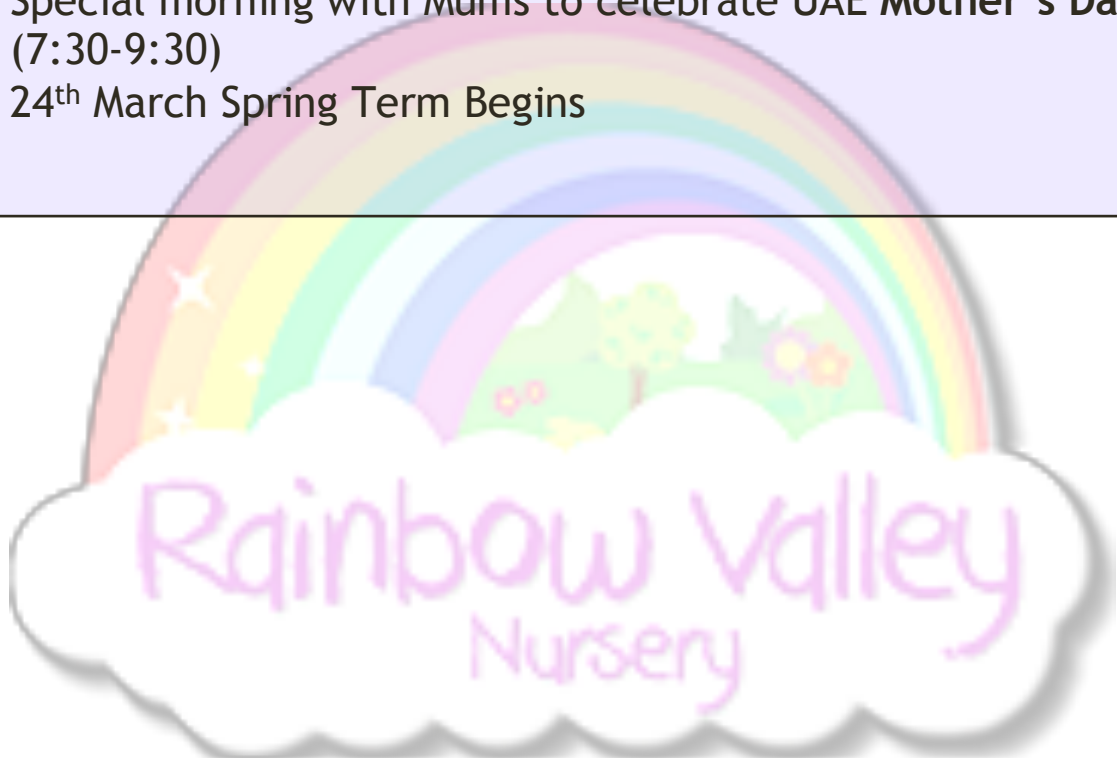 Special morning with Mums to celebrate UAE Mother's Da
(7:30-9:30)
24th March Spring Term Begins
Rainbow Valley
Nursery